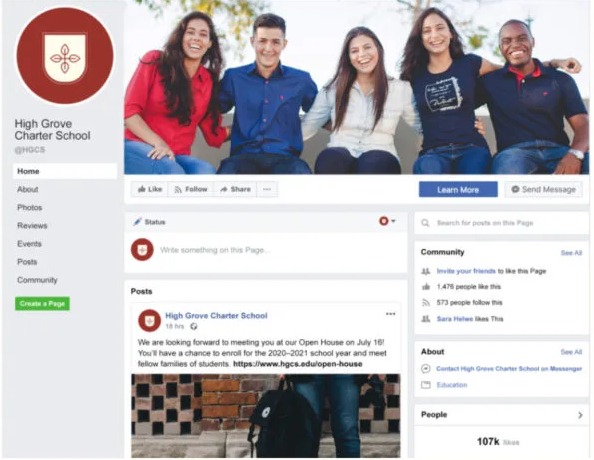 High Grove
Charter School
@HGCS
Home
About
Photos
Reviews
Events
Posts
Community
Create a Page
Like
Follow
Share
Learn More
Send Message
Status
Write something on this Page..
Posts
High Grove Charter School
18 hrs
We are looking forward to meeting you at our Open House on July 16!
You'll have a chance to enroll for the 2020–2021 school year and meet
fellow families of students. https://www.hgcs.edu/open-house
Search for posts on this Page
Community
See All
Invite your friends to like this Page
1,476 people like this
573 people follow this
Sara Helwe likes This
About
See All
Contact High Grove Charter School on Messenger
Education
People
107k likes